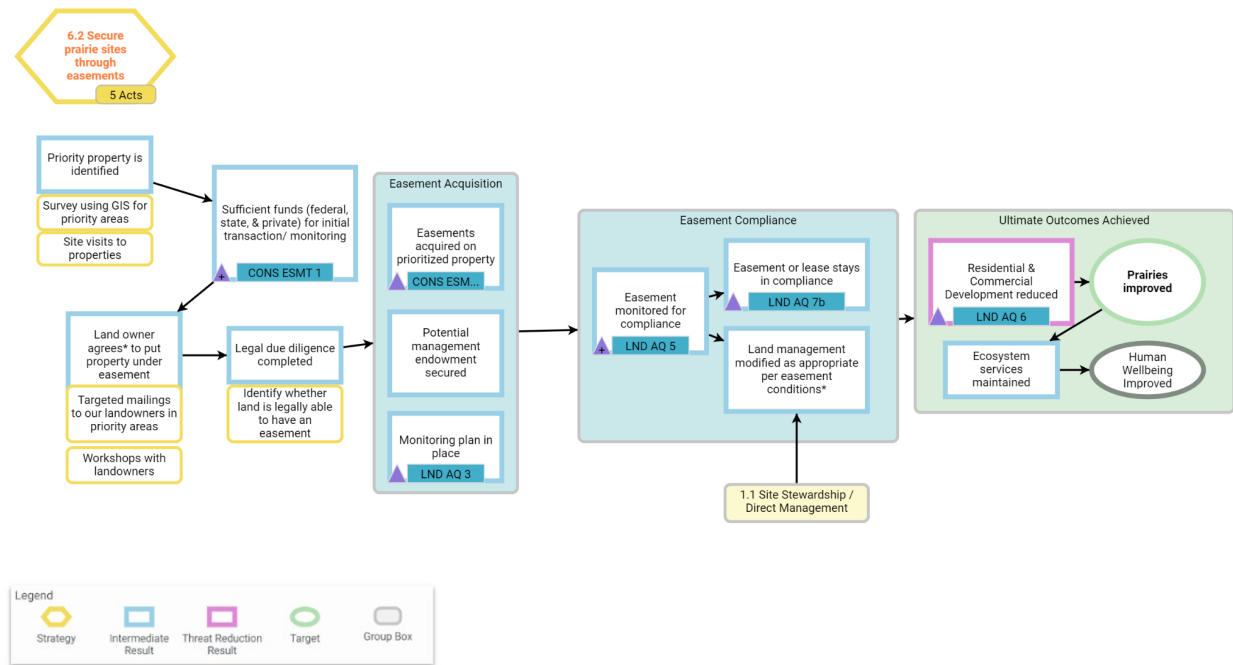 6.2 Secure
prairie sites
through
easements
5 Acts
Priority property is
identified
Survey using GIS for
priority areas
Site visits to
properties
Sufficient funds (federal,
state, & private) for initial
transaction/ monitoring
+
CONS ESMT 1
Land owner
agrees* to put
property under
easement
Targeted mailings
to our landowners in
priority areas
Workshops with
landowners
Legal due diligence
completed
Identify whether
land is legally able
to have an
easement
Easement Acquisition
Easements
acquired on
prioritized property
CONS ESM...
Potential
management
endowment
secured
Monitoring plan in
place
LND AQ 3
Easement Compliance
Easement
monitored for
compliance
+
LND AQ 5
Easement or lease stays
in compliance
LND AQ 7b
Land management
modified as appropriate
per easement
conditions*
1.1 Site Stewardship /
Direct Management
Ultimate Outcomes Achieved
Residential &
Commercial
Development reduced
LND AQ 6
Prairies
improved
Ecosystem
services
maintained
Human
Wellbeing
Improved
Legend
Strategy
Intermediate
Result
Threat Reduction
Result
Target
Group Box